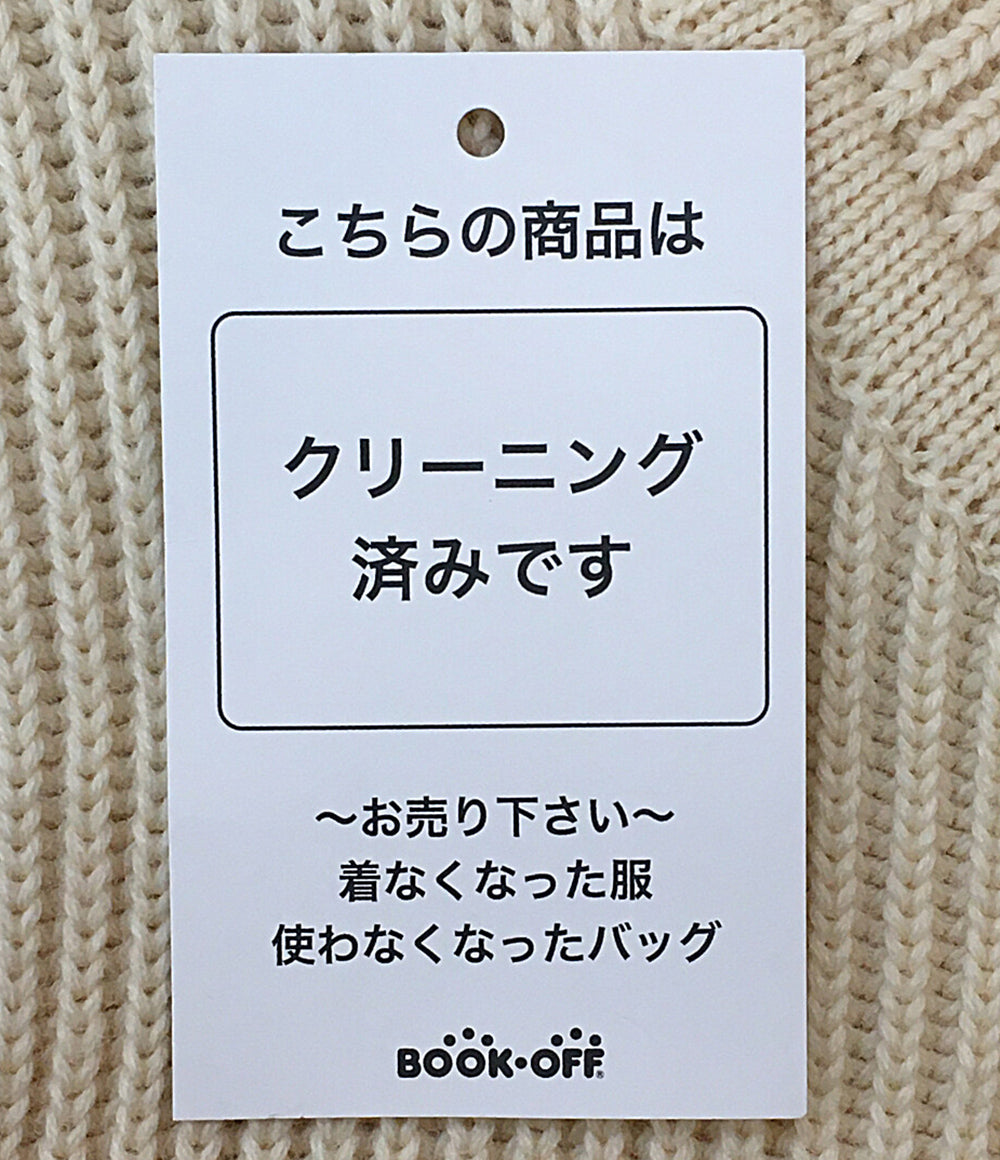 こちらの商品は
クリーニング
済みです
～お売り下さい～
着なくなった服
使わなくなったバッグ
BOOK・OFF®